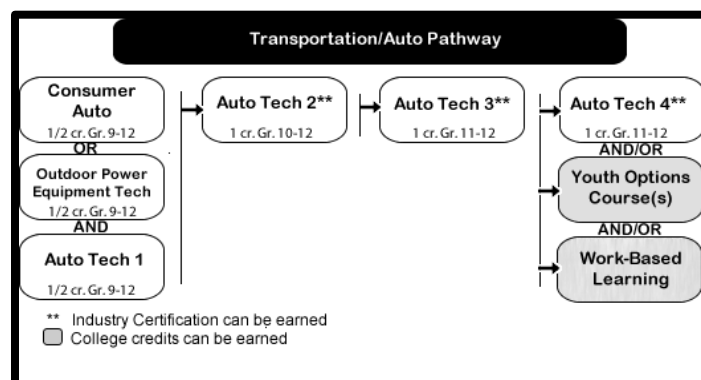 Transportation/Auto Pathway
Consumer
Auto
1/2 cr. Gr. 9-12
OR
Outdoor Power
Equipment Tech
1/2 cr. Gr. 9-12
AND
Auto Tech 1
1/2 cr. Gr. 9-12
Auto Tech 2**
1 cr. Gr. 10-12
Auto Tech 3**
1 cr. Gr. 11-12
Auto Tech 4**
1 cr. Gr. 11-12
AND/OR
Youth Options
Course(s)
AND/OR
Work-Based
Learning
** Industry Certification can be earned
College credits can be earned